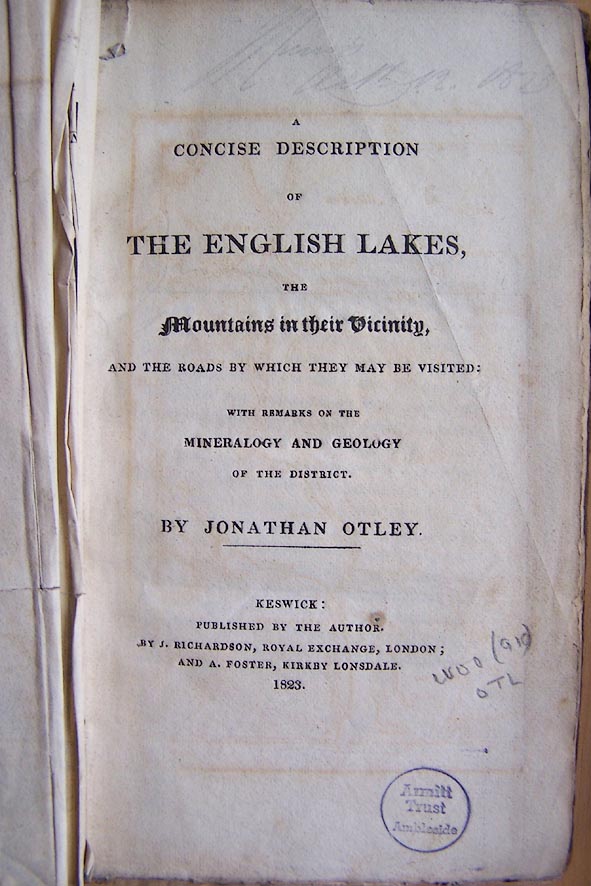 A
CONCISE DESCRIPTION
OF
THE ENGLISH LAKES,
THE
Mountains in their Vicinity,
AND THE ROADS BY WHICH THEY MAY BE VISITED:
WITH REMARKS ON THE
MINERALOGY AND GEOLOGY
OF THE DISTRICT.
BY JONATHAN OTLEY.
KESWICK:
PUBLISHED BY THE AUTHOR.
BY J. RICHARDSON, ROYAL EXCHANGE, LONDON;
AND A. FOSTER, KIRKBY LONSDALE.
1823.
OTL
Armitt
Trust
Ambleside